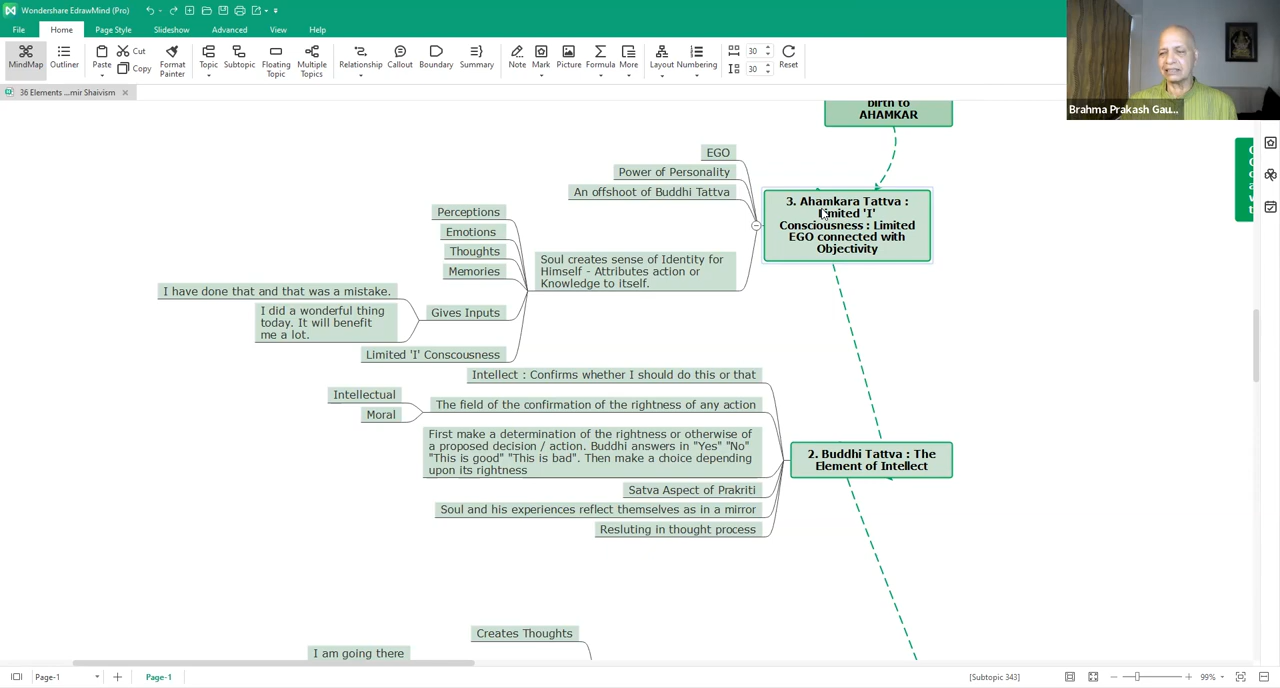 Wondershare EdrawMind (Pro)
File Home Page Style Slideshow Advanced View Help
MindMap Outliner Paste Cut Copy Format Painter Topic Subtopic Floating Topic Multiple Topics Relationship Callout Boundary Summary Note Mark Picture Formula More Layout Numbering 30 30 Reset
36 Elements ...mir Shaivism
Brahma Prakash Gau...
birth to
AHAMKAR
EGO
Power of Personality
An offshoot of Buddhi Tattva
3. Ahamkara Tattva :
Limited 'I'
Consciousness : Limited
EGO connected with
Objectivity
Perceptions
Emotions
Thoughts
Memories
Soul creates sense of Identity for
Himself - Attributes action or
Knowledge to itself.
I have done that and that was a mistake.
I did a wonderful thing
today. It will benefit
me a lot.
Gives Inputs
Limited 'I' Conscousness
Intellect : Confirms whether I should do this or that
Intellectual
Moral
The field of the confirmation of the rightness of any action
First make a determination of the rightness or otherwise of
a proposed decision / action. Buddhi answers in "Yes" "No"
"This is good" "This is bad". Then make a choice depending
upon its rightness
2. Buddhi Tattva : The
Element of Intellect
Satva Aspect of Prakriti
Soul and his experiences reflect themselves as in a mirror
Resluting in thought process
Creates Thoughts
I am going there
Page-1
Page-1
[Subtopic 343]
99%